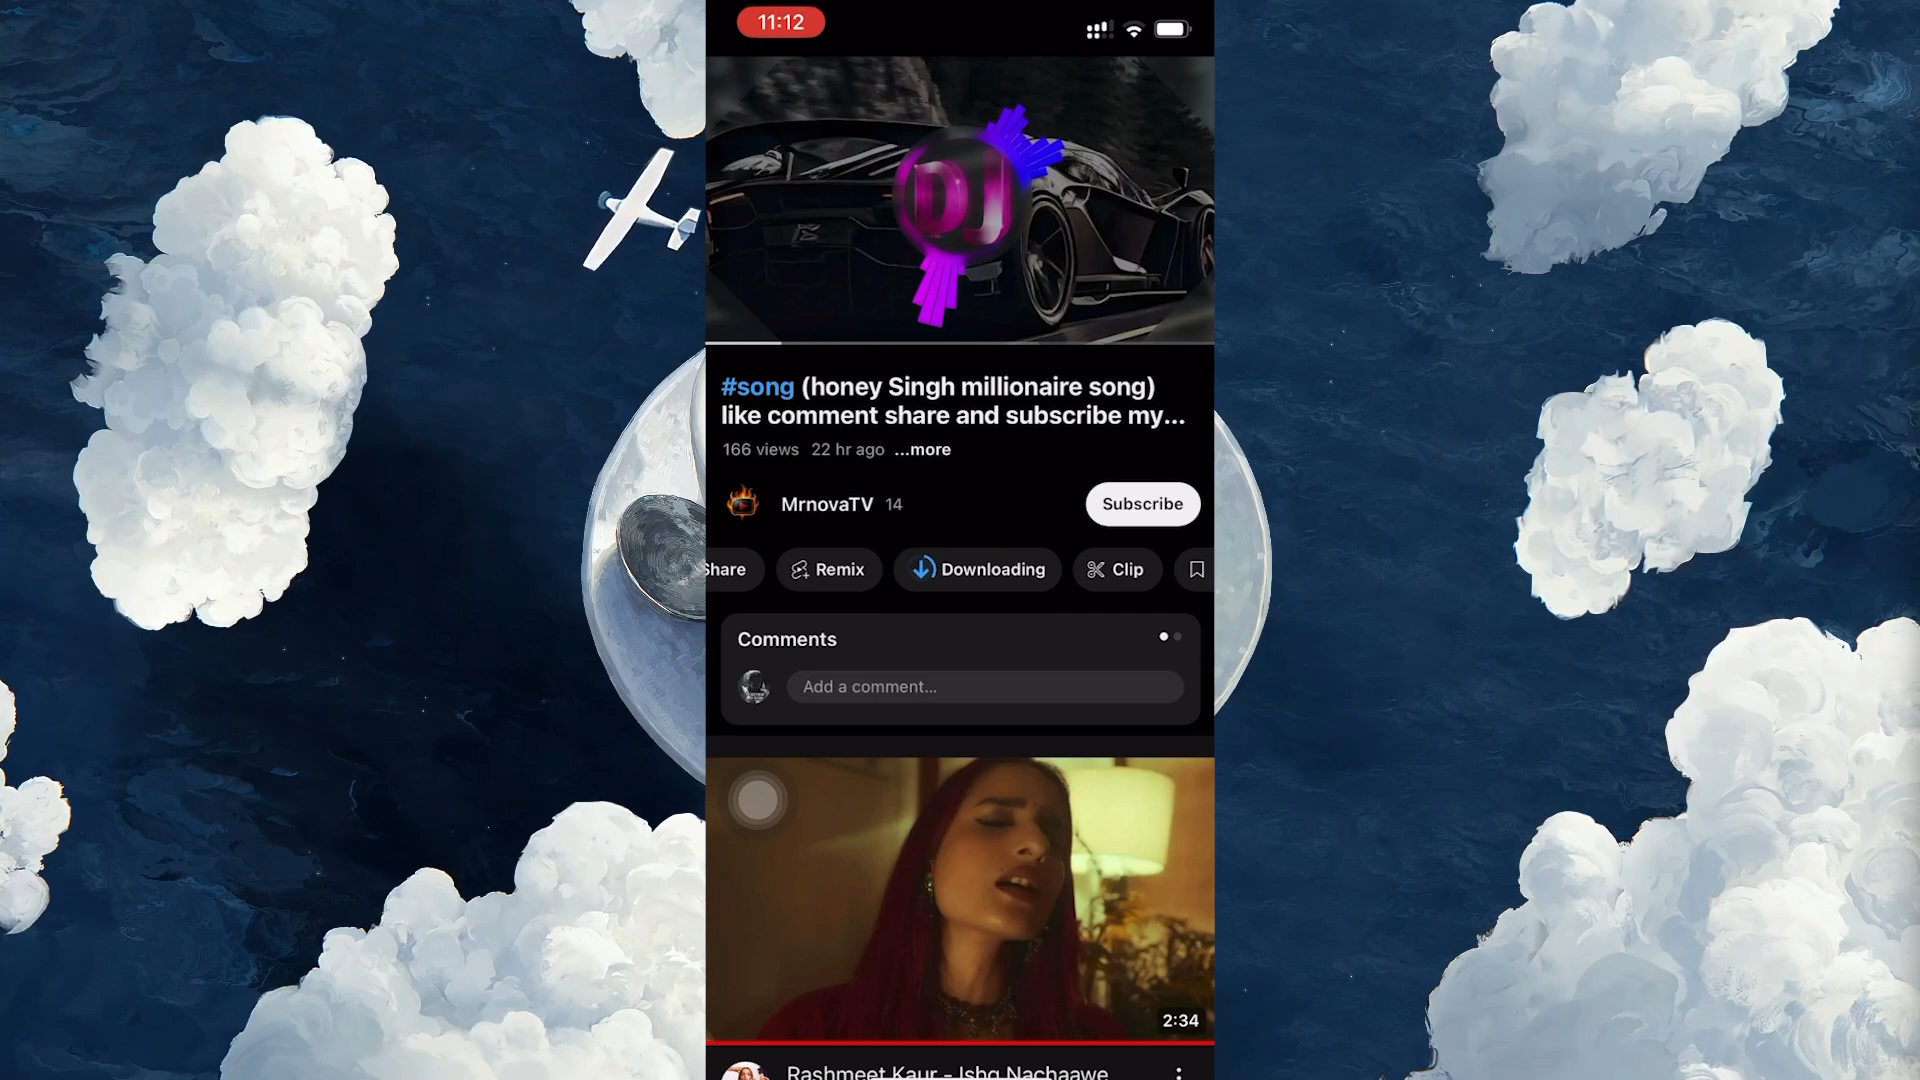 11:12
DJ
#song (honey Singh millionaire song)
like comment share and subscribe my...
166 views 22 hr ago ...more
MrnovaTV 14
Subscribe
Share
Remix
Downloading
Clip
Comments
Add a comment...
2:34
Rashmeet Kaur - Ishq Nachaawe